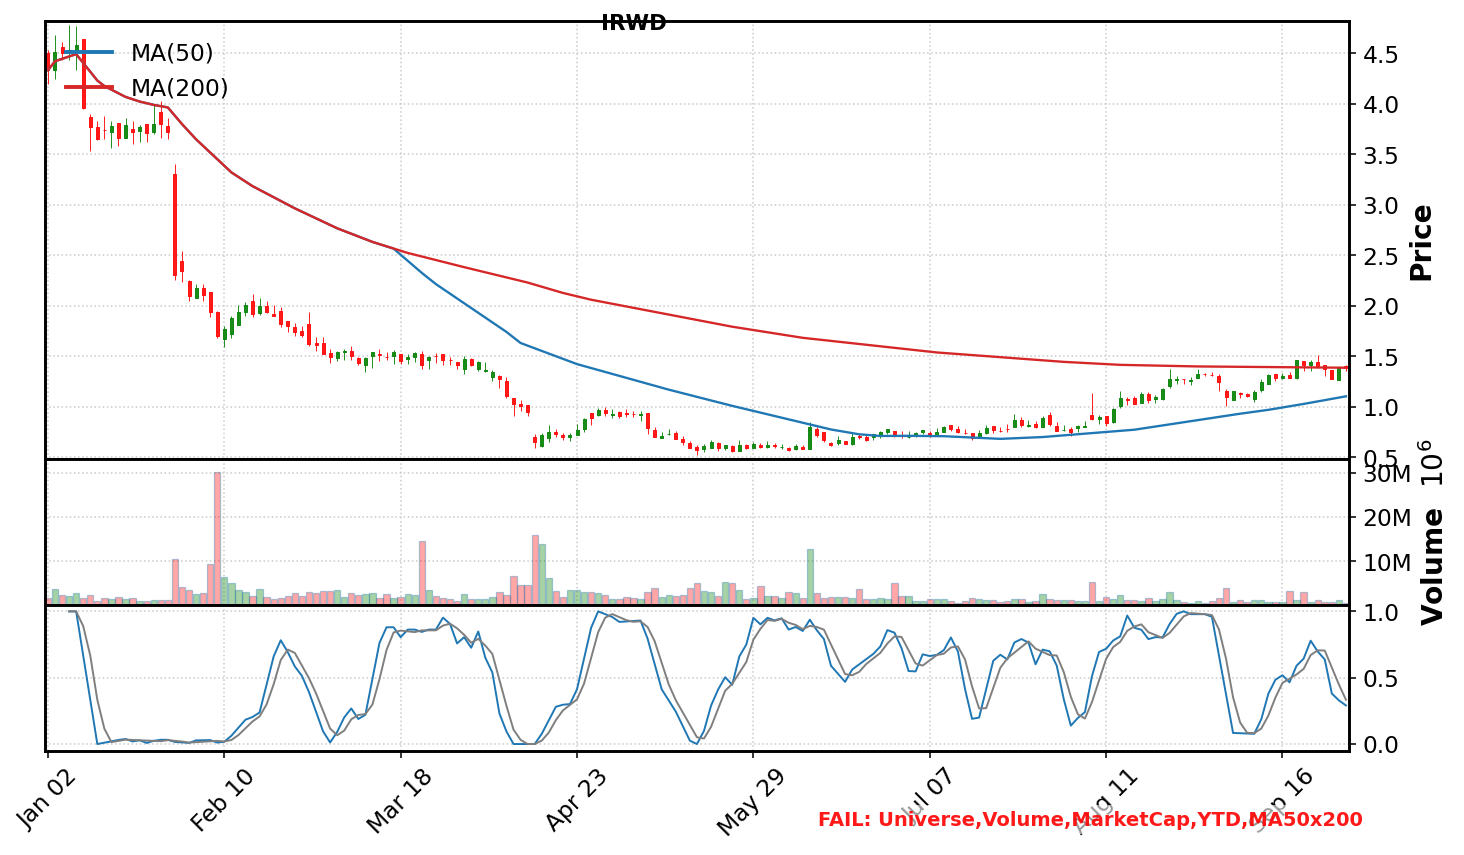 IRWD
MA(50)
MA(200)
4.5
4.0
3.5
3.0
2.5
2.0
1.5
1.0
0.5
Price
30M
20M
10M
Volume 10⁶
1.0
0.5
0.0
Jan 02
Feb 10
Mar 18
Apr 23
May 29
Jul 07
Aug 11
Sep 16
FAIL: Universe,Volume,MarketCap,YTD,MA50x200